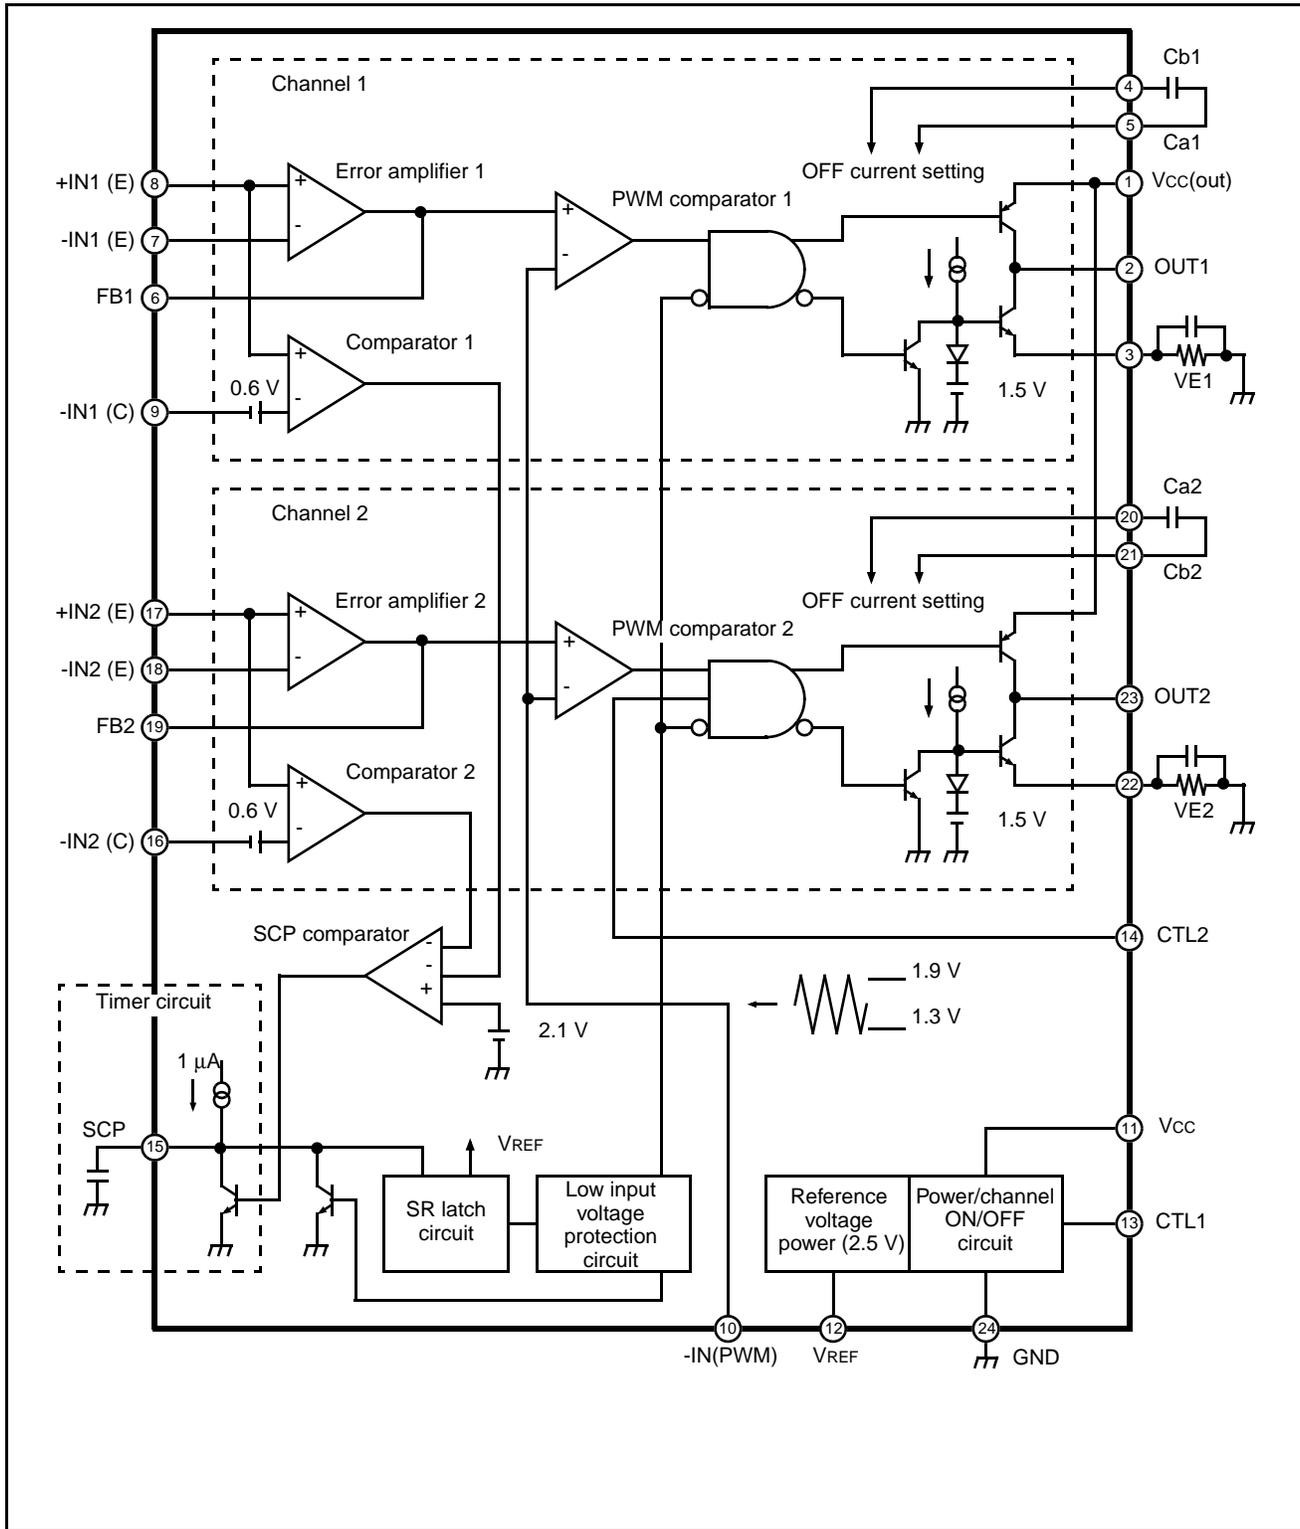 Channel 1
Cb1
4
5
Ca1
OFF current setting
+IN1 (E)
8
Error amplifier 1
+
-
-IN1 (E)
7
FB1
6
PWM comparator 1
+
-
1
VCC(out)
2
OUT1
3
VE1
1.5 V
Comparator 1
+
-
0.6 V
-IN1 (C)
9
Channel 2
Ca2
20
21
Cb2
OFF current setting
+IN2 (E)
17
Error amplifier 2
+
-
-IN2 (E)
18
FB2
19
PWM comparator 2
+
-
23
OUT2
22
VE2
1.5 V
Comparator 2
+
-
0.6 V
-IN2 (C)
16
SCP comparator
-
-
+
2.1 V
14
CTL2
1.9 V
1.3 V
Timer circuit
1 μA
SCP
15
VREF
SR latch
circuit
Low input
voltage
protection
circuit
Reference
voltage
power (2.5 V)
Power/channel
ON/OFF
circuit
11
VCC
13
CTL1
10
-IN(PWM)
12
VREF
24
GND